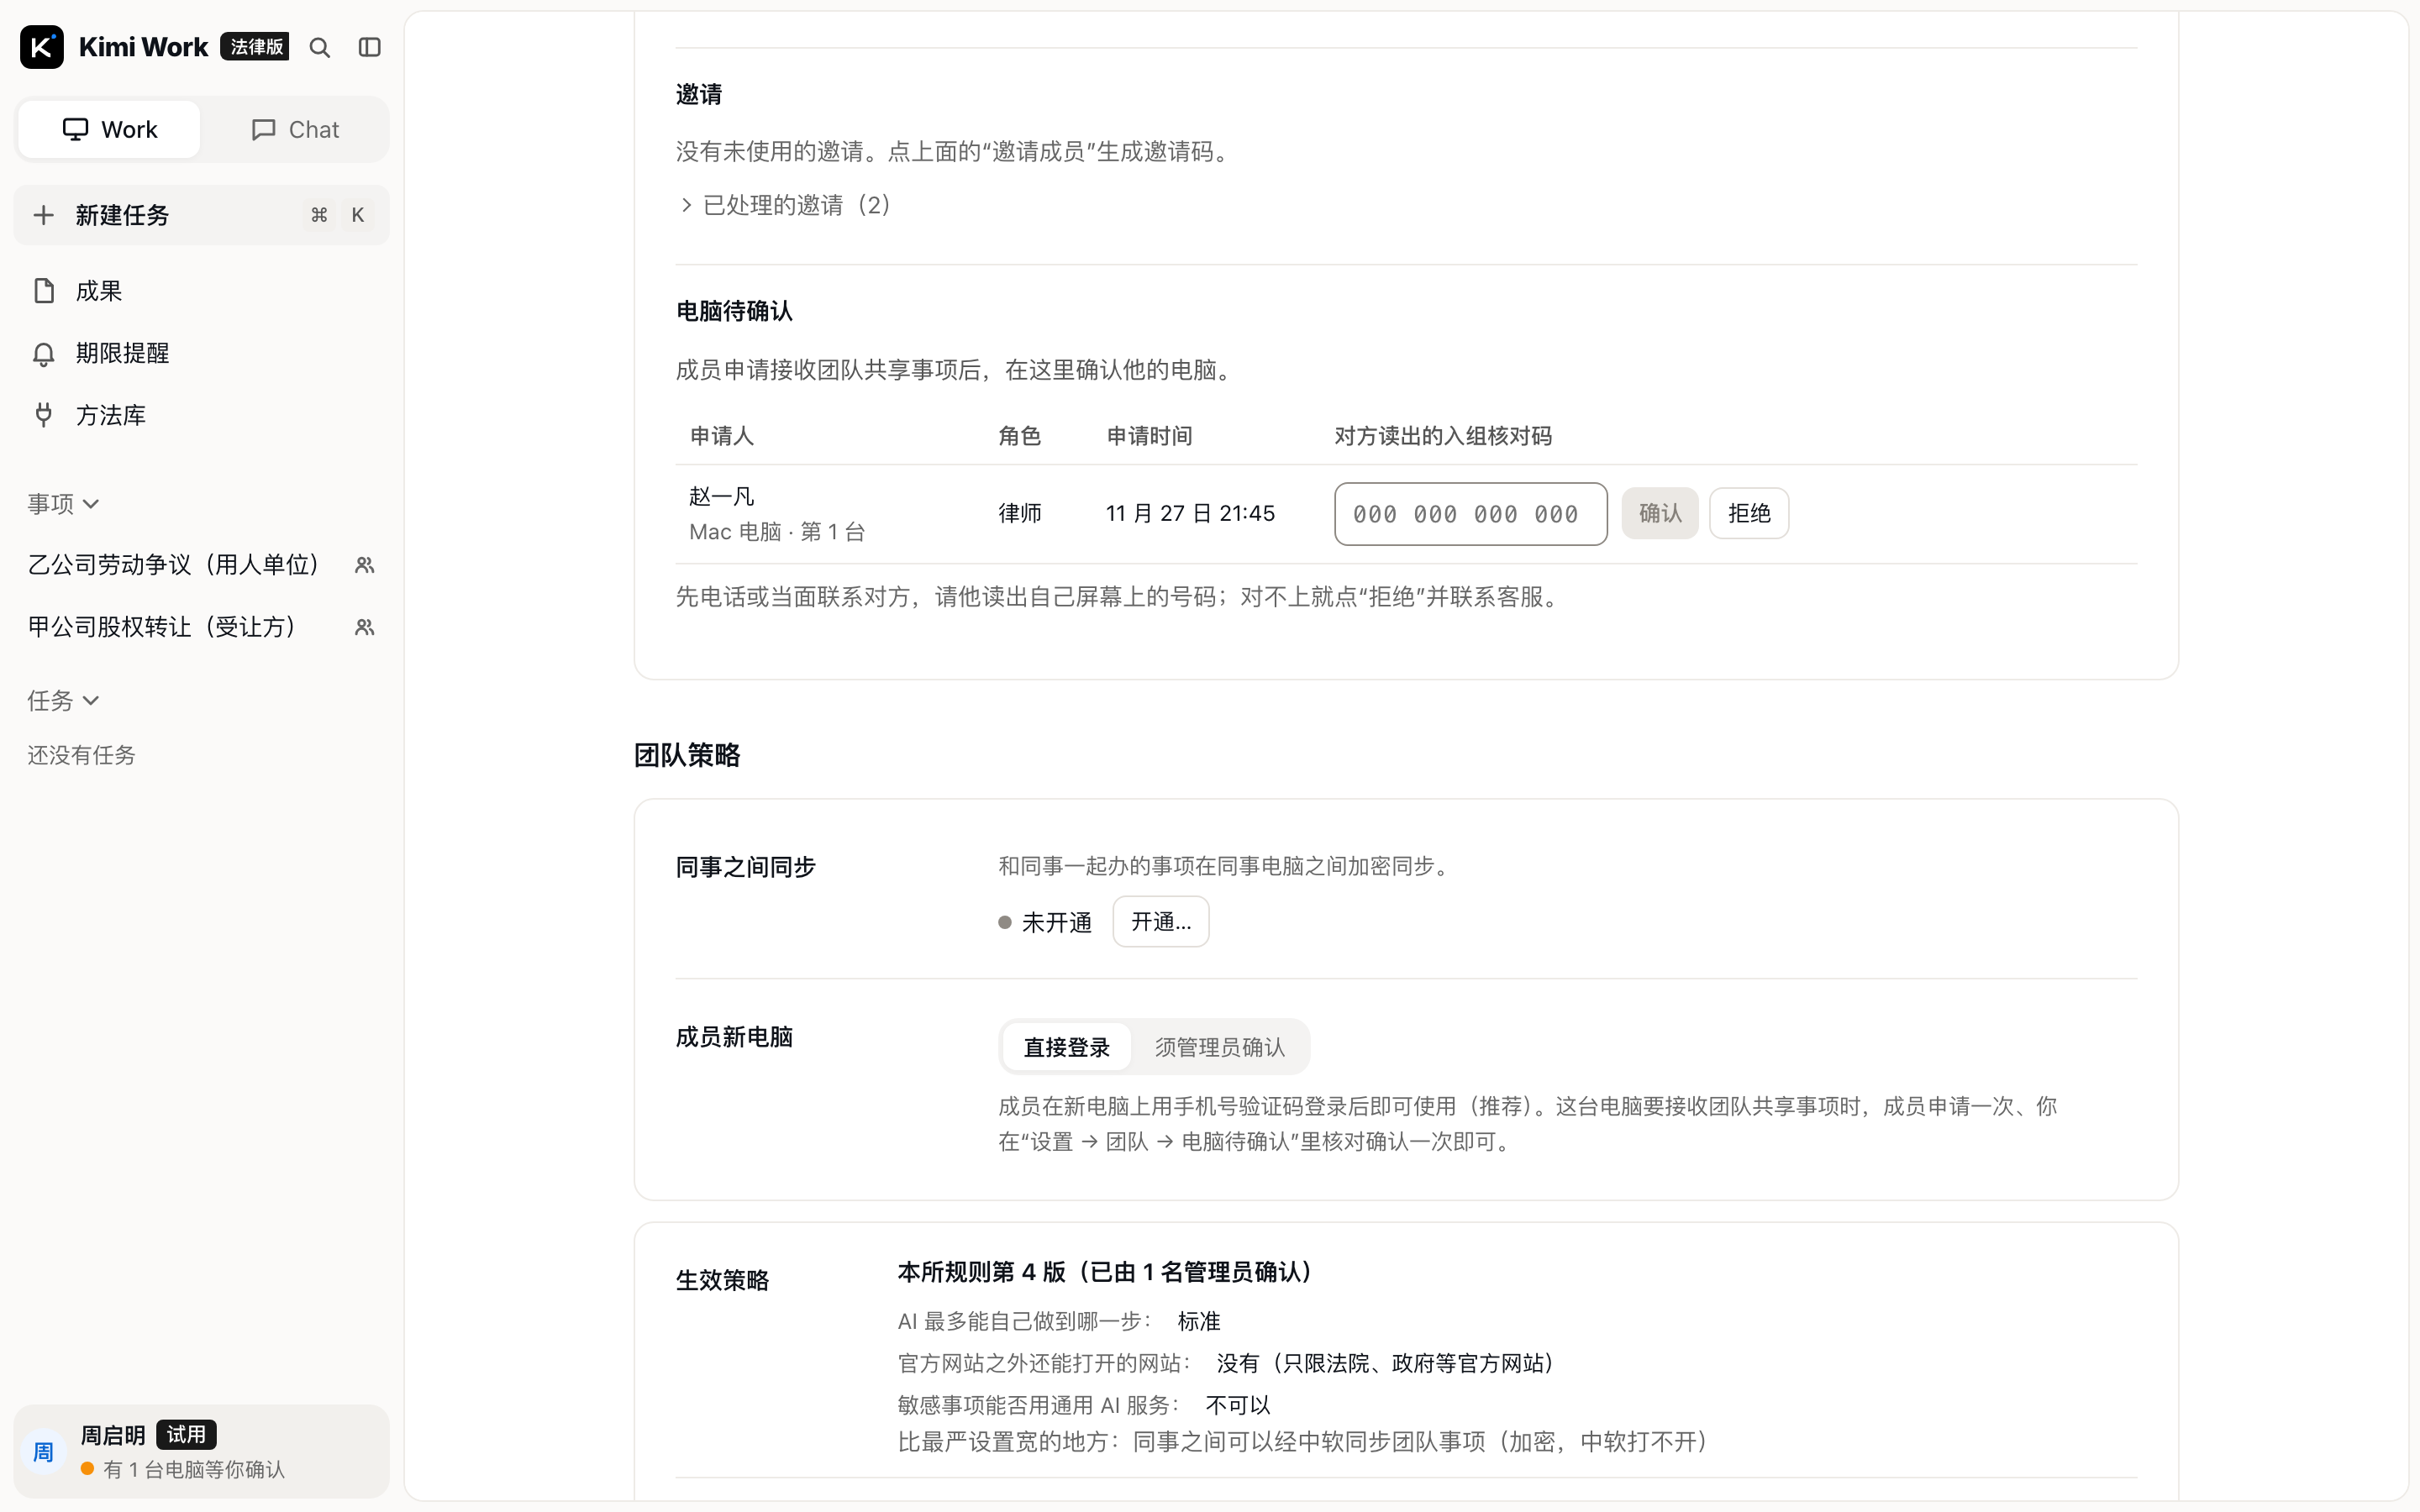 Kimi Work 法律版
Work
Chat
新建任务 ⌘ K
成果
期限提醒
方法库
事项
乙公司劳动争议（用人单位）
甲公司股权转让（受让方）
任务
还没有任务
周
周启明 试用
有 1 台电脑等你确认
邀请
没有未使用的邀请。点上面的“邀请成员”生成邀请码。
已处理的邀请（2）
电脑待确认
成员申请接收团队共享事项后，在这里确认他的电脑。
申请人 角色 申请时间 对方读出的入组核对码
赵一凡
Mac 电脑 · 第 1 台
律师
11 月 27 日 21:45
000 000 000 000
确认
拒绝
先电话或当面联系对方，请他读出自己屏幕上的号码；对不上就点“拒绝”并联系客服。
团队策略
同事之间同步
和同事一起办的事项在同事电脑之间加密同步。
未开通
开通...
成员新电脑
直接登录
须管理员确认
成员在新电脑上用手机号验证码登录后即可使用（推荐）。这台电脑要接收团队共享事项时，成员申请一次、你
在“设置 → 团队 → 电脑待确认”里核对确认一次即可。
生效策略
本所规则第 4 版（已由 1 名管理员确认）
AI 最多能自己做到哪一步： 标准
官方网站之外还能打开的网站： 没有（只限法院、政府等官方网站）
敏感事项能否用通用 AI 服务： 不可以
比最严设置宽的地方：同事之间可以经中软同步团队事项（加密，中软打不开）